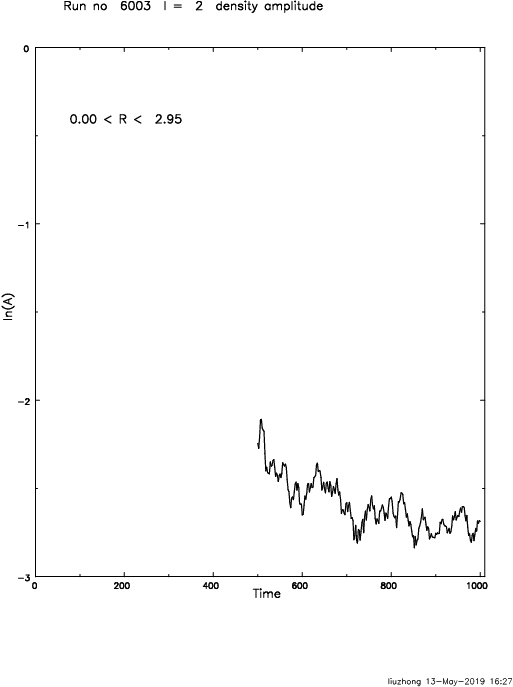 Run no 6003 l = 2 density amplitude
0
0.00 < R < 2.95
-1
ln(A)
-2
-3
0 200 400 600 800 1000
Time
liuzhong 13-May-2019 16:27